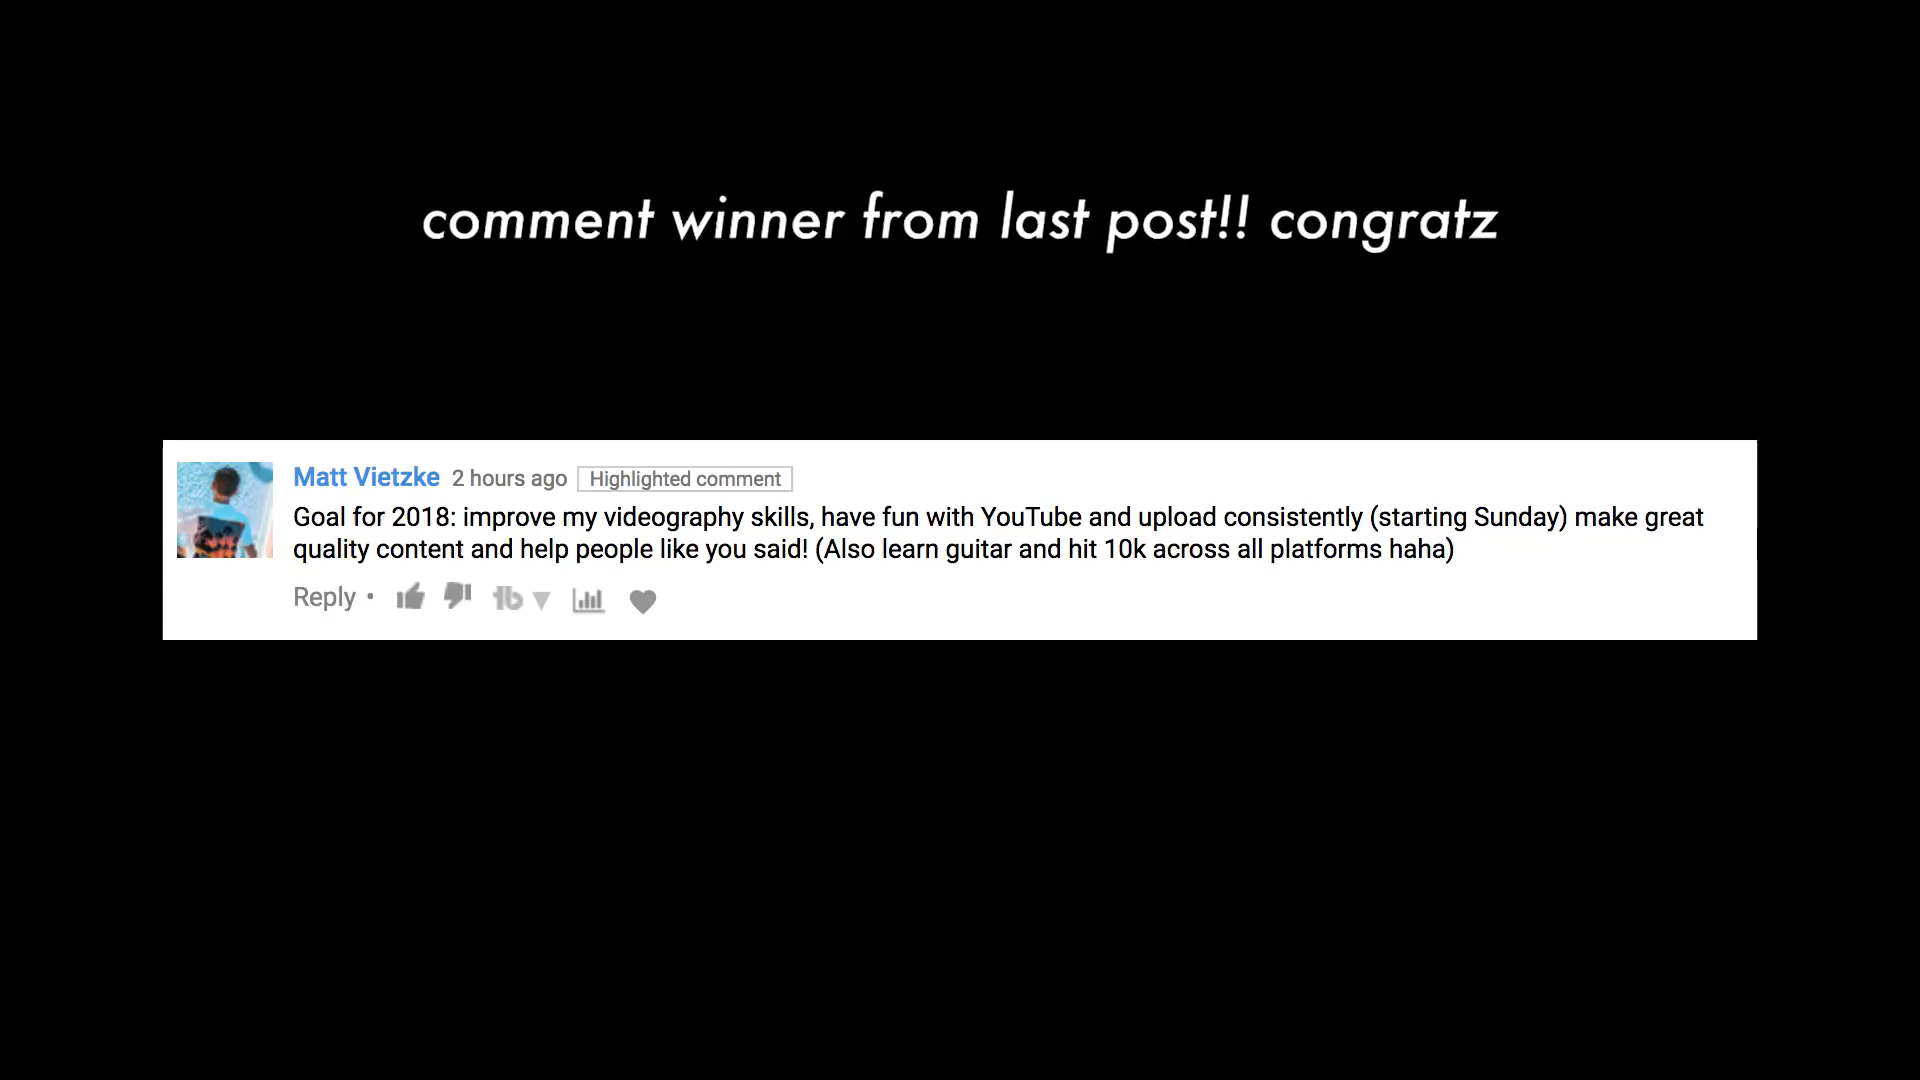 comment winner from last post!! congratz
Matt Vietzke 2 hours ago Highlighted comment
Goal for 2018: improve my videography skills, have fun with YouTube and upload consistently (starting Sunday) make great
quality content and help people like you said! (Also learn guitar and hit 10k across all platforms haha)
Reply •
tb